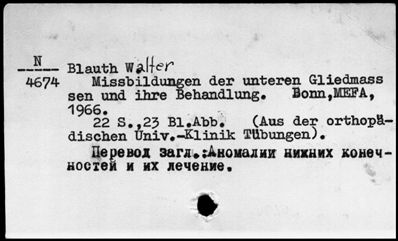 N
4674
Blauth Walter
Missbildungen der unteren Gliedmass
sen und ihre Behandlung. Bonn,MEFA,
1966.
22 S.,23 Bl.Abb. (Aus der orthopä-
dischen Univ.-Klinik Tübungen).
Перевод загл.:Аномалии нижних конеч-
ностей и их лечение.